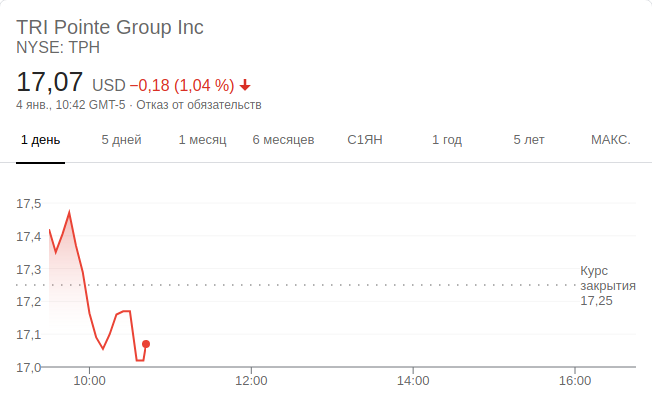 TRI Pointe Group Inc
NYSE: TPH
17,07 USD −0,18 (1,04 %)
4 янв., 10:42 GMT-5 · Отказ от обязательств
1 день 5 дней 1 месяц 6 месяцев С1ЯН 1 год 5 лет МАКС.
17,5
17,4
17,3
Курс
закрытия
17,25
17,2
17,1
17,0
10:00 12:00 14:00 16:00